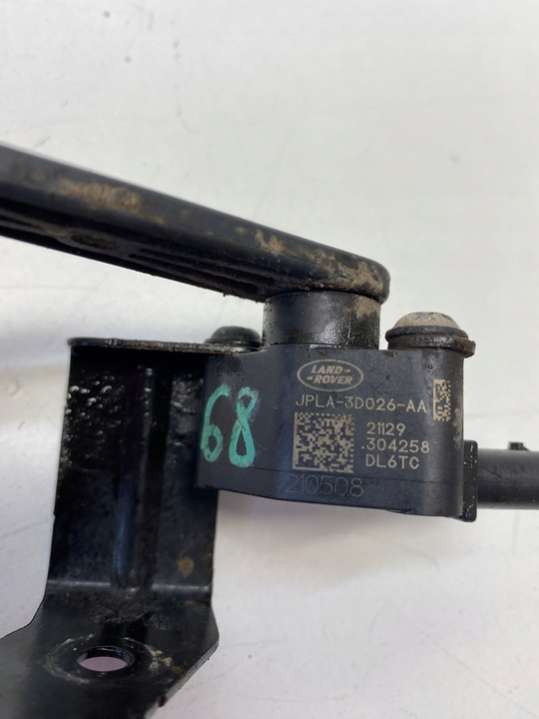 LAND-
-ROVER
JPLA-3D026-AA
21129
.304258
DL6TC
210508
68